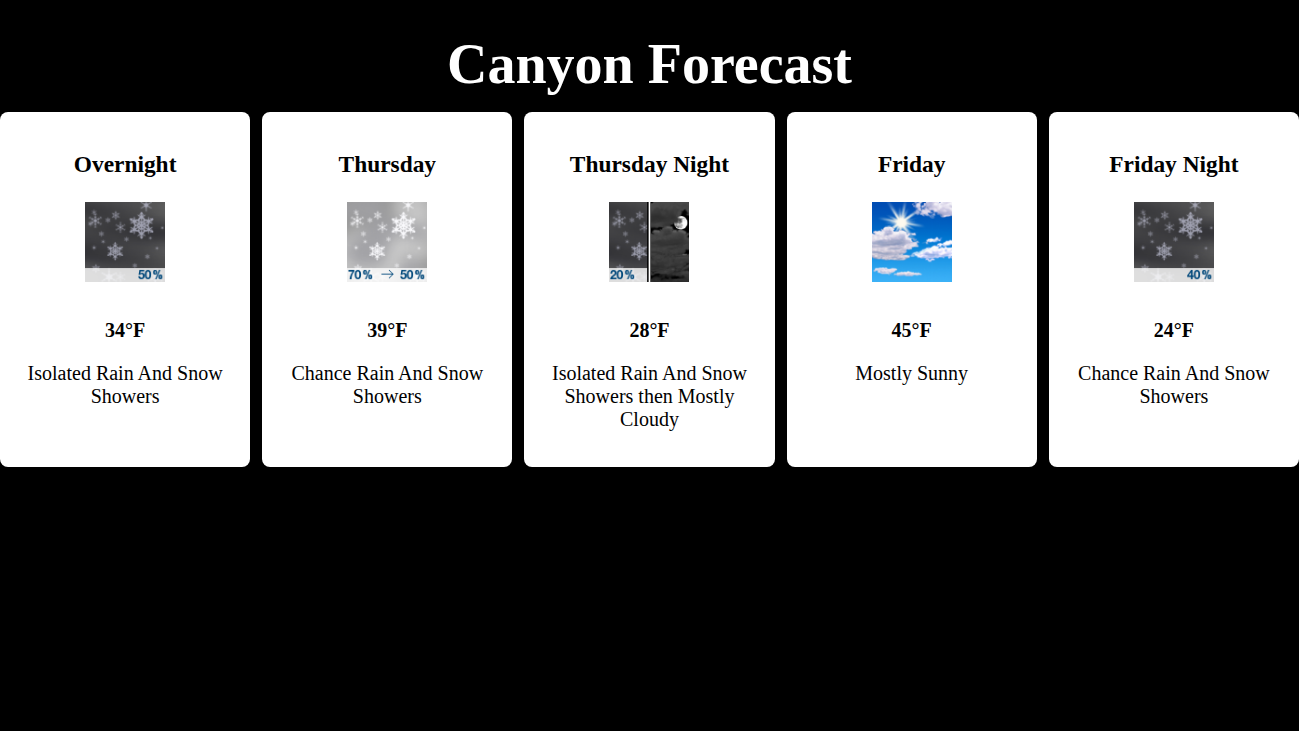 Canyon Forecast
Overnight
50%
34°F
Isolated Rain And Snow
Showers
Thursday
70% → 50%
39°F
Chance Rain And Snow
Showers
Thursday Night
20%
28°F
Isolated Rain And Snow
Showers then Mostly
Cloudy
Friday
45°F
Mostly Sunny
Friday Night
40%
24°F
Chance Rain And Snow
Showers